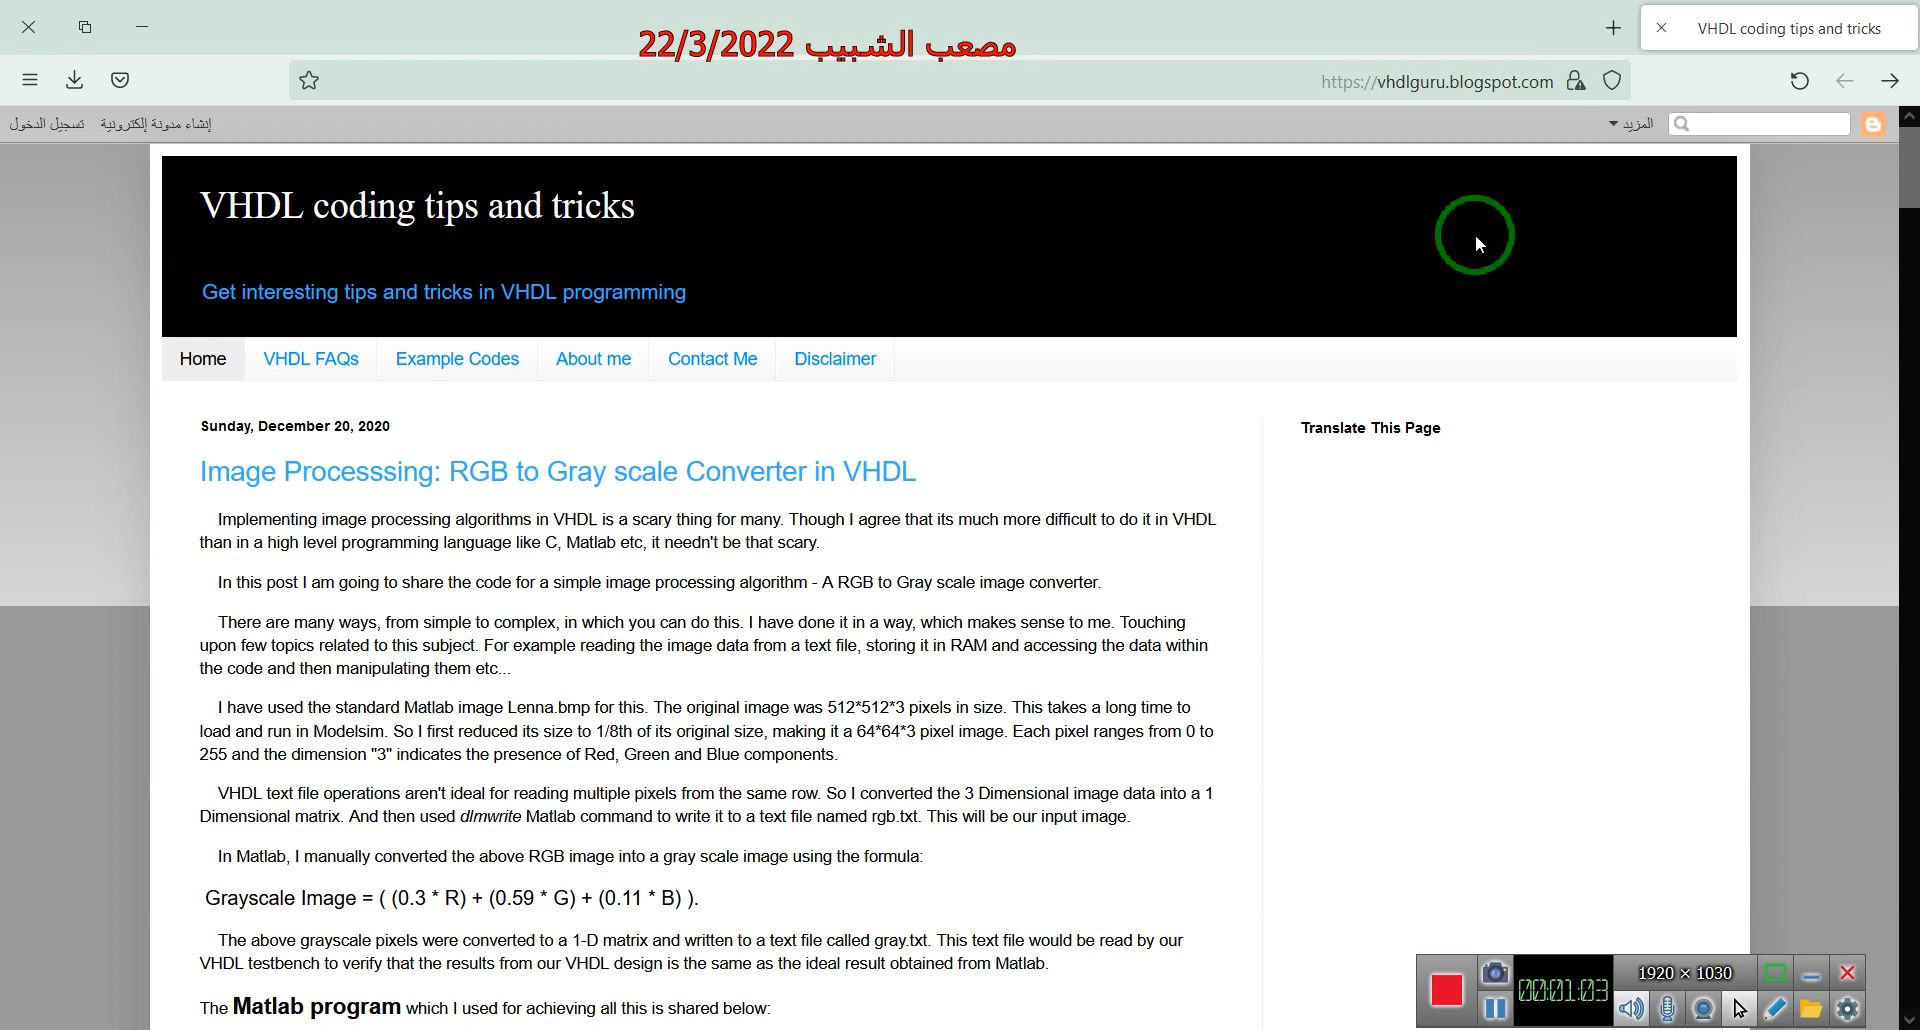 مصعب الشبيب 22/3/2022
VHDL coding tips and tricks
https://vhdlguru.blogspot.com
إنشاء مدونة إلكترونية
تسجيل الدخول
المزيد
VHDL coding tips and tricks
Get interesting tips and tricks in VHDL programming
Home
VHDL FAQs
Example Codes
About me
Contact Me
Disclaimer
Sunday, December 20, 2020
Image Processsing: RGB to Gray scale Converter in VHDL
Implementing image processing algorithms in VHDL is a scary thing for many. Though I agree that its much more difficult to do it in VHDL
than in a high level programming language like C, Matlab etc, it needn't be that scary.
In this post I am going to share the code for a simple image processing algorithm - A RGB to Gray scale image converter.
There are many ways, from simple to complex, in which you can do this. I have done it in a way, which makes sense to me. Touching
upon few topics related to this subject. For example reading the image data from a text file, storing it in RAM and accessing the data within
the code and then manipulating them etc...
I have used the standard Matlab image Lenna.bmp for this. The original image was 512*512*3 pixels in size. This takes a long time to
load and run in Modelsim. So I first reduced its size to 1/8th of its original size, making it a 64*64*3 pixel image. Each pixel ranges from 0 to
255 and the dimension "3" indicates the presence of Red, Green and Blue components.
VHDL text file operations aren't ideal for reading multiple pixels from the same row. So I converted the 3 Dimensional image data into a 1
Dimensional matrix. And then used dlmwrite Matlab command to write it to a text file named rgb.txt. This will be our input image.
In Matlab, I manually converted the above RGB image into a gray scale image using the formula:
Grayscale Image = ( (0.3 * R) + (0.59 * G) + (0.11 * B) ).
The above grayscale pixels were converted to a 1-D matrix and written to a text file called gray.txt. This text file would be read by our
VHDL testbench to verify that the results from our VHDL design is the same as the ideal result obtained from Matlab.
The Matlab program which I used for achieving all this is shared below:
Translate This Page
1920 × 1030
00:01:03